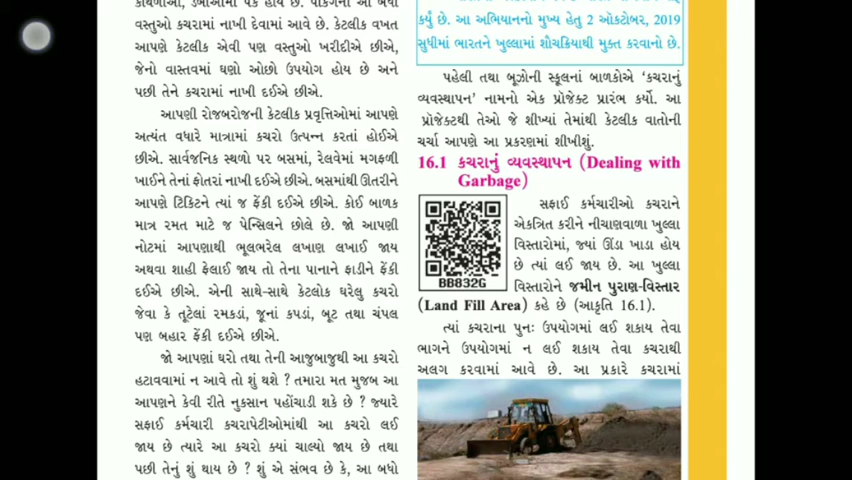 કોથળીઓ, ડબાઓમાં પેક હોય છે. પેકિંગની આ બધી
વસ્તુઓ કચરામાં નાખી દેવામાં આવે છે. કેટલીક વખત
આપણે કેટલીક એવી પણ વસ્તુઓ ખરીદીએ છીએ,
જેનો વાસ્તવમાં ઘણો ઓછો ઉપયોગ હોય છે અને
પછી તેને કચરામાં નાખી દઈએ છીએ.
આપણી રોજબરોજની કેટલીક પ્રવૃત્તિઓમાં આપણે
અત્યંત વધારે માત્રામાં કચરો ઉત્પન્ન કરતાં હોઈએ
છીએ. સાર્વજનિક સ્થળો પર બસમાં, રેલવેમાં મગફળી
ખાઈને તેનાં ફોતરાં નાખી દઈએ છીએ. બસમાંથી ઊતરીને
આપણે ટિકિટને ત્યાં જ ફેંકી દઈએ છીએ. કોઈ બાળક
માત્ર રમત માટે જ પેન્સિલને છોલે છે. જો આપણી
નોટમાં આપણાથી ભૂલભરેલ લખાણ લખાઈ જાય
અથવા શાહી ફેલાઈ જાય તો તેના પાનાને ફાડીને ફેંકી
દઈએ છીએ. એની સાથે-સાથે કેટલોક ઘરેલુ કચરો
જેવા કે તૂટેલાં રમકડાં, જૂનાં કપડાં, બૂટ તથા ચંપલ
પણ બહાર ફેંકી દઈએ છીએ.
જો આપણાં ઘરો તથા તેની આજુબાજુથી આ કચરો
હટાવવામાં ન આવે તો શું થશે ? તમારા મત મુજબ આ
આપણને કેવી રીતે નુકસાન પહોંચાડી શકે છે ? જ્યારે
સફાઈ કર્મચારી કચરાપેટીઓમાંથી આ કચરો લઈ
જાય છે ત્યારે આ કચરો ક્યાં ચાલ્યો જાય છે તથા
પછી તેનું શું થાય છે ? શું એ સંભવ છે કે, આ બધો
કર્યું છે. આ અભિયાનનો મુખ્ય હેતુ 2 ઑક્ટોબર, 2019
સુધીમાં ભારતને ખુલ્લામાં શૌચક્રિયાથી મુક્ત કરવાનો છે.
પહેલી તથા બૂઝોની સ્કૂલનાં બાળકોએ ‘કચરાનું
વ્યવસ્થાપન’ નામનો એક પ્રૉજેક્ટ પ્રારંભ કર્યો. આ
પ્રૉજેક્ટથી તેઓ જે શીખ્યાં તેમાંથી કેટલીક વાતોની
ચર્ચા આપણે આ પ્રકરણમાં શીખીશું.
16.1 કચરાનું વ્યવસ્થાપન (Dealing with
Garbage)
સફાઈ કર્મચારીઓ કચરાને
એકત્રિત કરીને નીચાણવાળા ખુલ્લા
વિસ્તારોમાં, જ્યાં ઊંડા ખાડા હોય
છે ત્યાં લઈ જાય છે. આ ખુલ્લા
BB832G
વિસ્તારોને જમીન પુરાણ-વિસ્તાર
(Land Fill Area) કહે છે (આકૃતિ 16.1).
ત્યાં કચરાના પુનઃ ઉપયોગમાં લઈ શકાય તેવા
ભાગને ઉપયોગમાં ન લઈ શકાય તેવા કચરાથી
અલગ કરવામાં આવે છે. આ પ્રકારે કચરામાં